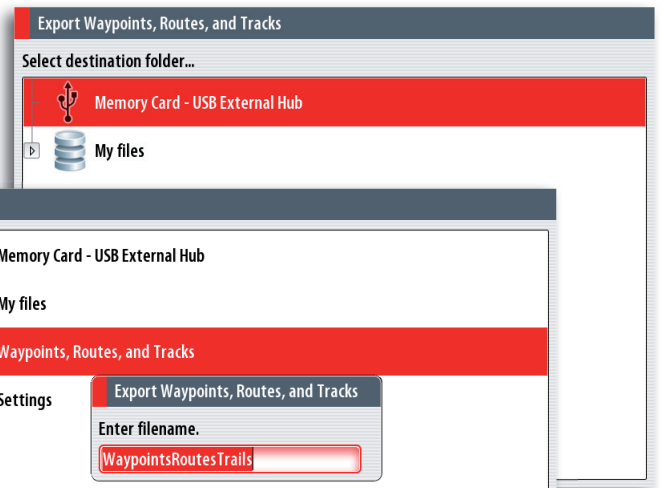 Export Waypoints, Routes, and Tracks
Select destination folder...
Memory Card - USB External Hub
My files
Memory Card - USB External Hub
My files
Waypoints, Routes, and Tracks
Settings
Export Waypoints, Routes, and Tracks
Enter filename.
WaypointsRoutesTrails